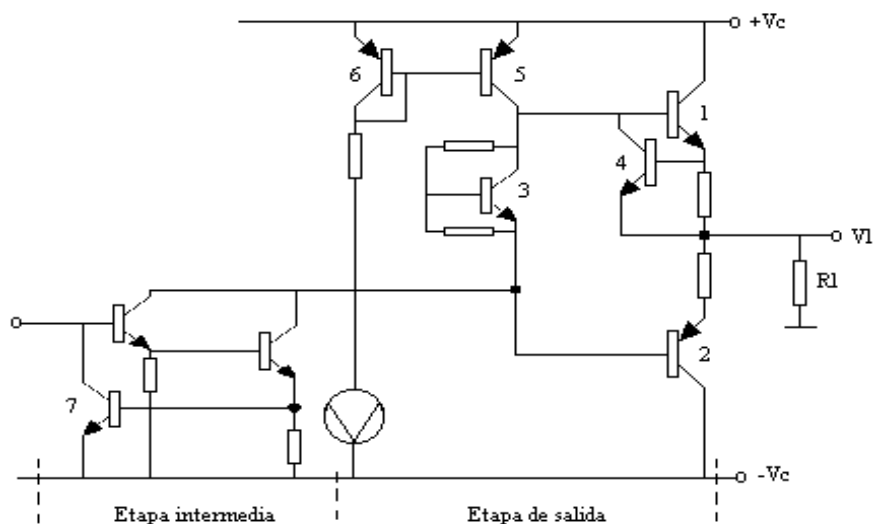 +Vc
6
5
1
4
3
Vl
Rl
2
7
-Vc
Etapa intermedia
Etapa de salida